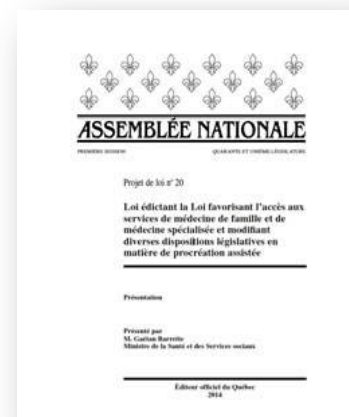 ASSEMBLÉE NATIONALE
PREMIÈRE SESSION QUARANTE ET UNIÈME LÉGISLATURE
Projet de loi nº 20
Loi édictant la Loi favorisant l'accès aux
services de médecine de famille et de
médecine spécialisée et modifiant
diverses dispositions législatives en
matière de procréation assistée
Présentation
Présenté par
M. Gaétan Barrette
Ministre de la Santé et des Services sociaux
Éditeur officiel du Québec
2014